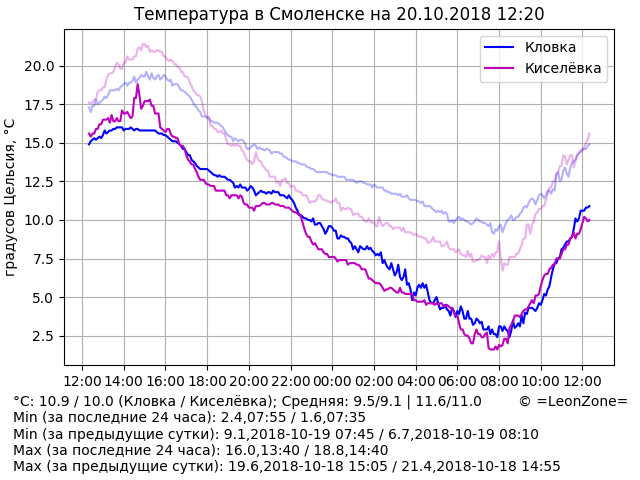 Температура в Смоленске на 20.10.2018 12:20
Кловка
Киселёвка
градусов Цельсия, °C
20.0
17.5
15.0
12.5
10.0
7.5
5.0
2.5
12:00 14:00 16:00 18:00 20:00 22:00 00:00 02:00 04:00 06:00 08:00 10:00 12:00
°C: 10.9 / 10.0 (Кловка / Киселёвка); Средняя: 9.5/9.1 | 11.6/11.0 © =LeonZone=
Min (за последние 24 часа): 2.4,07:55 / 1.6,07:35
Min (за предыдущие сутки): 9.1,2018-10-19 07:45 / 6.7,2018-10-19 08:10
Max (за последние 24 часа): 16.0,13:40 / 18.8,14:40
Max (за предыдущие сутки): 19.6,2018-10-18 15:05 / 21.4,2018-10-18 14:55